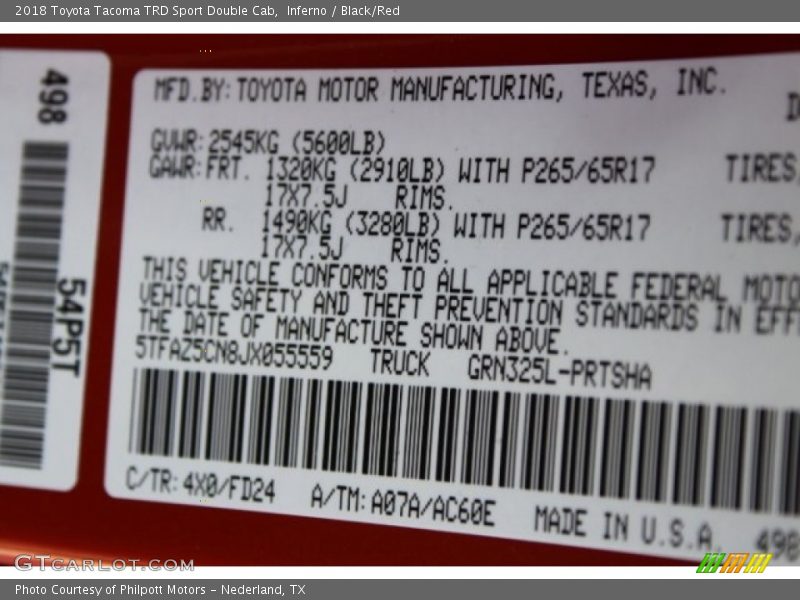 2018 Toyota Tacoma TRD Sport Double Cab, Inferno / Black/Red
498
54P5T
MFD.BY: TOYOTA MOTOR MANUFACTURING, TEXAS, INC.
GVWR: 2545KG (5600LB)
GAWR: FRT. 1320KG (2910LB) WITH P265/65R17 TIRES,
17X7.5J RIMS.
RR. 1490KG (3280LB) WITH P265/65R17 TIRES,
17X7.5J RIMS.
THIS VEHICLE CONFORMS TO ALL APPLICABLE FEDERAL MOTO
VEHICLE SAFETY AND THEFT PREVENTION STANDARDS IN EFF
THE DATE OF MANUFACTURE SHOWN ABOVE.
5TFAZ5CN8JX055559 TRUCK GRN325L-PRTSHA
C/TR: 4X0/FD24 A/TM: A07A/AC60E MADE IN U.S.A. 498
GTCARLOT.COM
Photo Courtesy of Philpott Motors - Nederland, TX